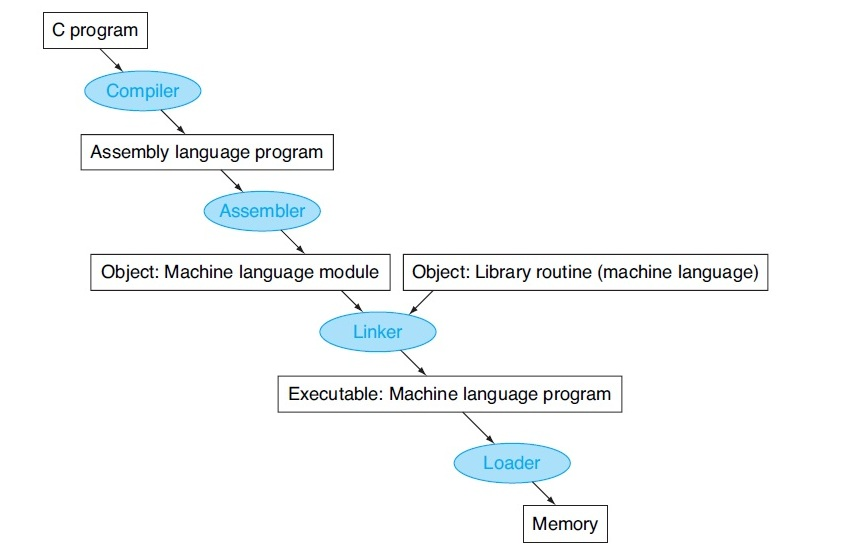 C program
Compiler
Assembly language program
Assembler
Object: Machine language module
Object: Library routine (machine language)
Linker
Executable: Machine language program
Loader
Memory